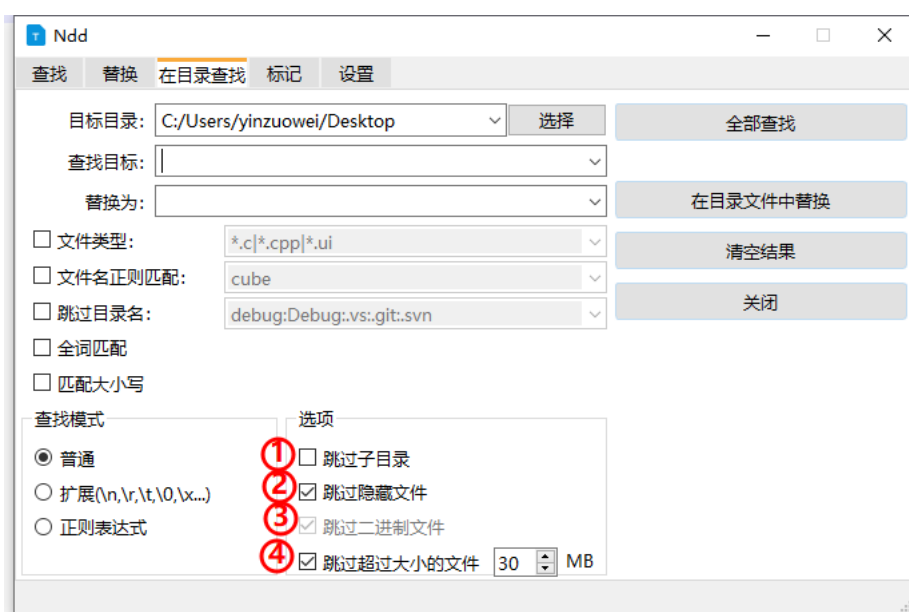 Ndd
查找 替换 在目录查找 标记 设置
目标目录: C:/Users/yinzuowei/Desktop 选择 全部查找
查找目标:
替换为: 在目录文件中替换
文件类型: *.c|*.cpp|*.ui 清空结果
文件名正则匹配: cube
跳过目录名: debug:Debug:.vs:.git:.svn 关闭
全词匹配
匹配大小写
查找模式 选项
普通 ① 跳过子目录
扩展(\n,\r,\t,\0,\x...) ② 跳过隐藏文件
正则表达式 ③ 跳过二进制文件
④ 跳过超过大小的文件 30 MB